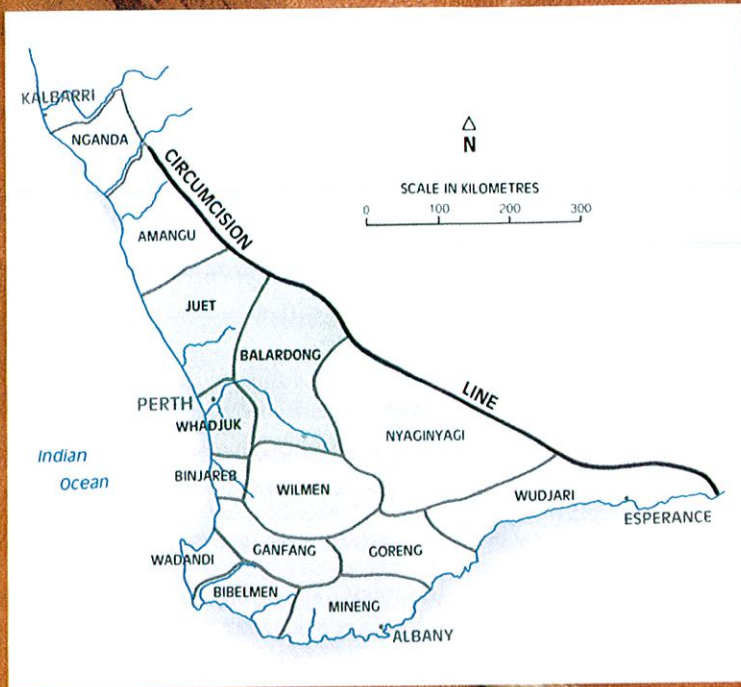 KALBARRI
NGANDA
N
CIRCUMCISION
SCALE IN KILOMETRES
0 100 200 300
AMANGU
JUET
BALARDONG
LINE
PERTH
WHADJUK
NYAGINYAGI
Indian
Ocean
BINJAREB
WILMEN
WUDJARI
ESPERANCE
WADANDI
GANFANG
GORENG
BIBELMEN
MINENG
ALBANY